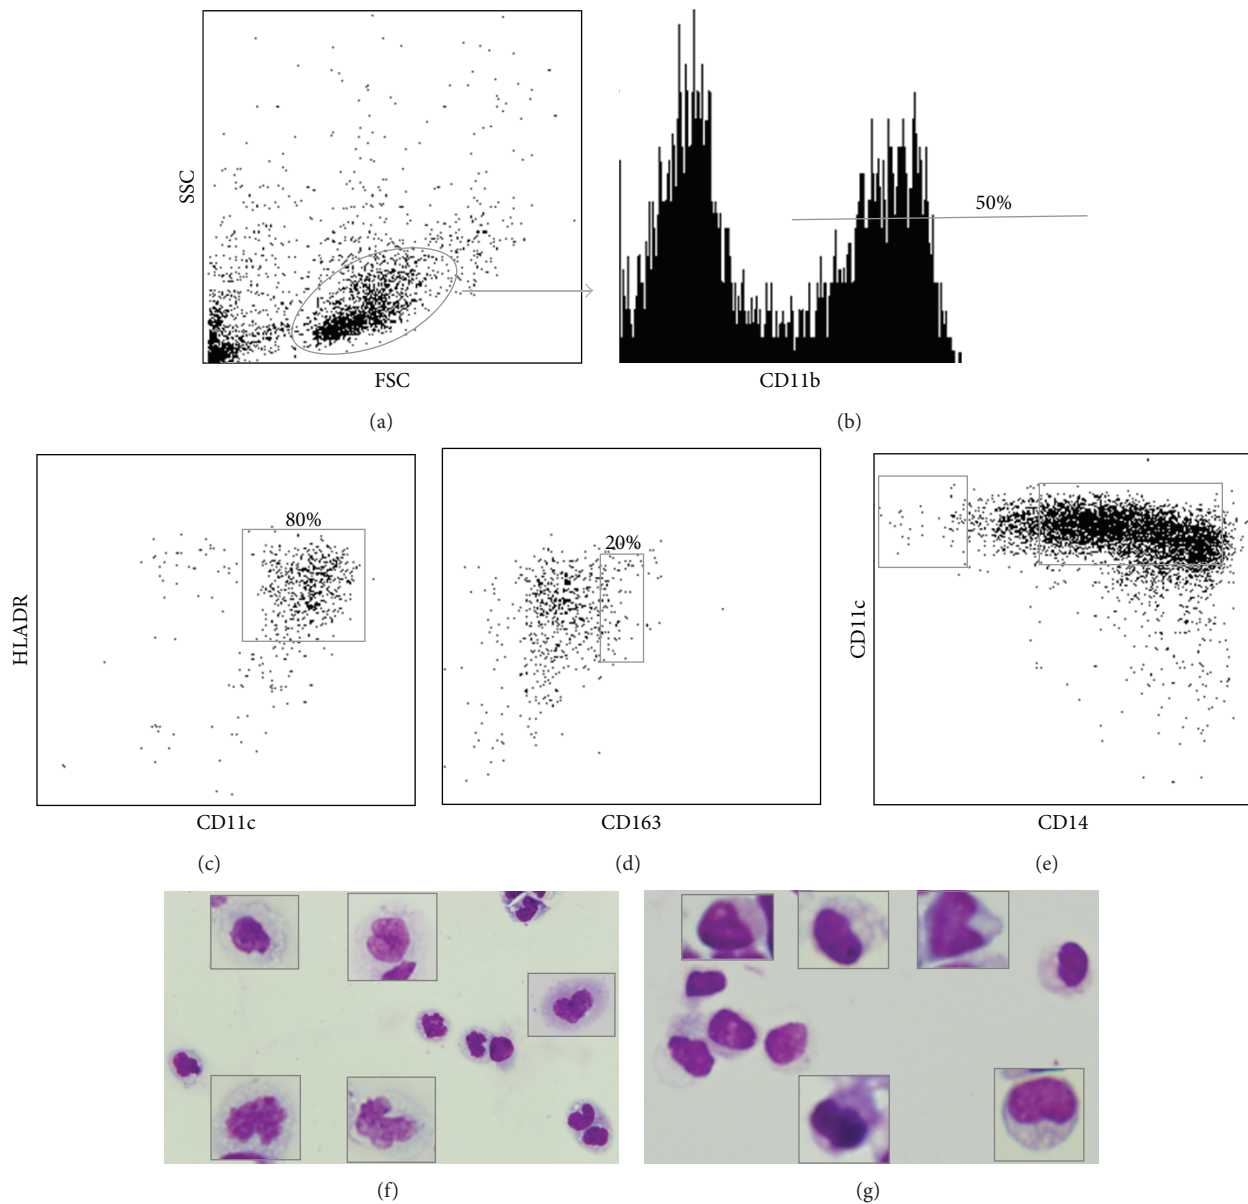 SSC
FSC
(a)
50%
CD11b
(b)
HLADR
80%
CD11c
(c)
20%
CD163
(d)
CD11c
CD14
(e)
(f)
(g)